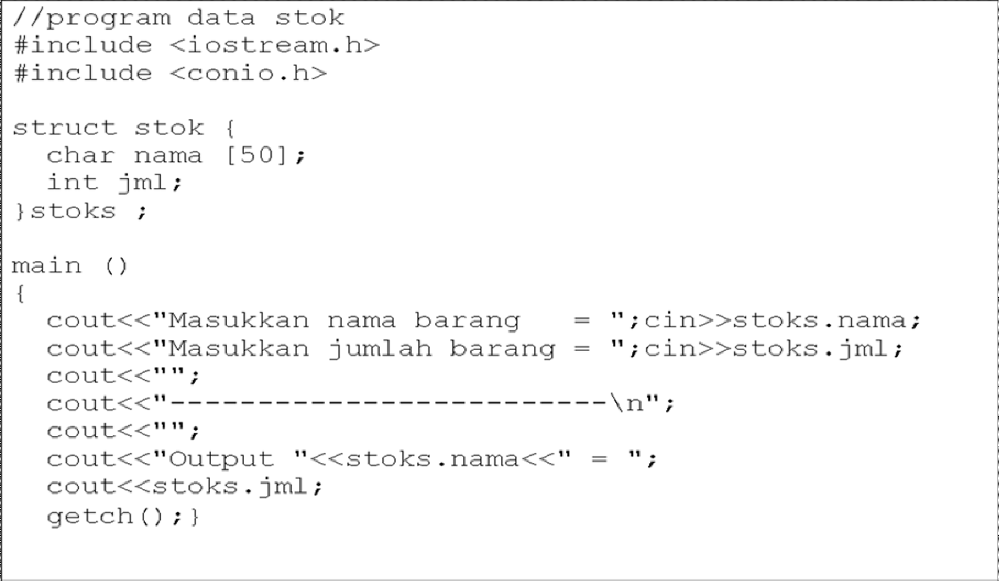 //program data stok
#include <iostream.h>
#include <conio.h>
struct stok {
char nama [50];
int jml;
}stoks ;
main ()
{
cout<<"Masukkan nama barang   = ";cin>>stoks.nama;
cout<<"Masukkan jumlah barang = ";cin>>stoks.jml;
cout<<"";
cout<<"-------------------------\n";
cout<<"";
cout<<"Output "<<stoks.nama<<" = ";
cout<<stoks.jml;
getch();}